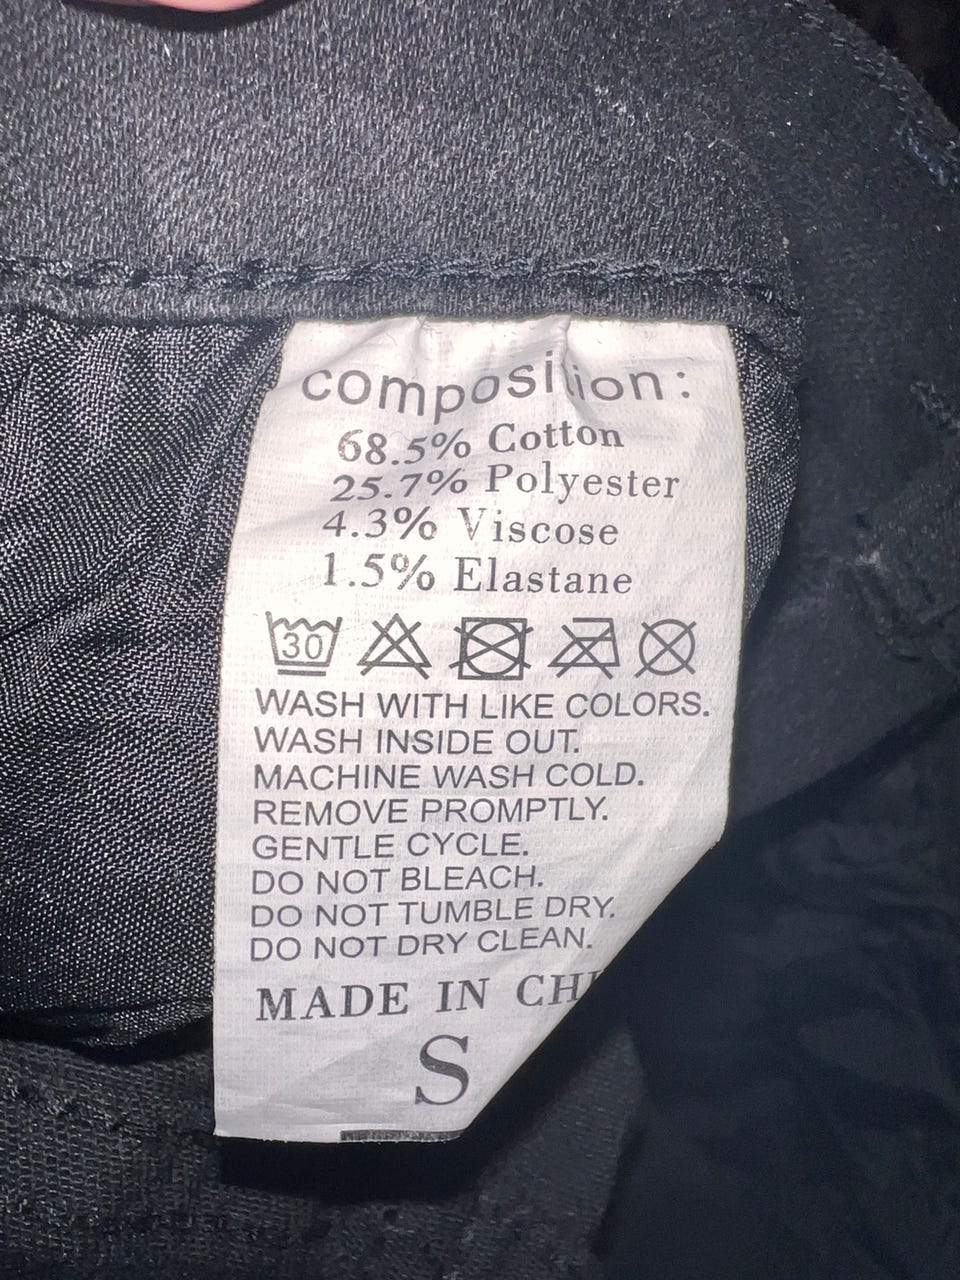 composition:
68.5% Cotton
25.7% Polyester
4.3% Viscose
1.5% Elastane
30
WASH WITH LIKE COLORS.
WASH INSIDE OUT.
MACHINE WASH COLD.
REMOVE PROMPTLY.
GENTLE CYCLE.
DO NOT BLEACH.
DO NOT TUMBLE DRY.
DO NOT DRY CLEAN.
MADE IN
S